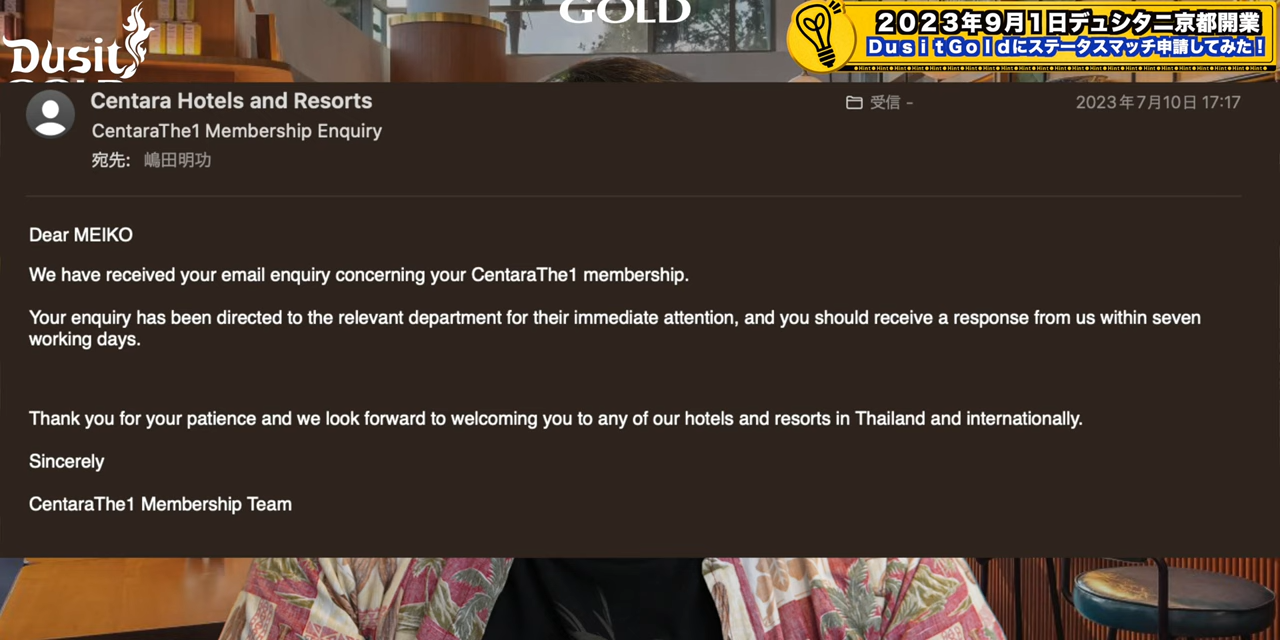 GOLD
Dusit
2023年9月1日デュシタニ京都開業
DusitGoldにステータスマッチ申請してみた！
Centara Hotels and Resorts
受信 -
2023年7月10日 17:17
CentaraThe1 Membership Enquiry
宛先: 嶋田明功
Dear MEIKO
We have received your email enquiry concerning your CentaraThe1 membership.
Your enquiry has been directed to the relevant department for their immediate attention, and you should receive a response from us within seven
working days.
Thank you for your patience and we look forward to welcoming you to any of our hotels and resorts in Thailand and internationally.
Sincerely
CentaraThe1 Membership Team